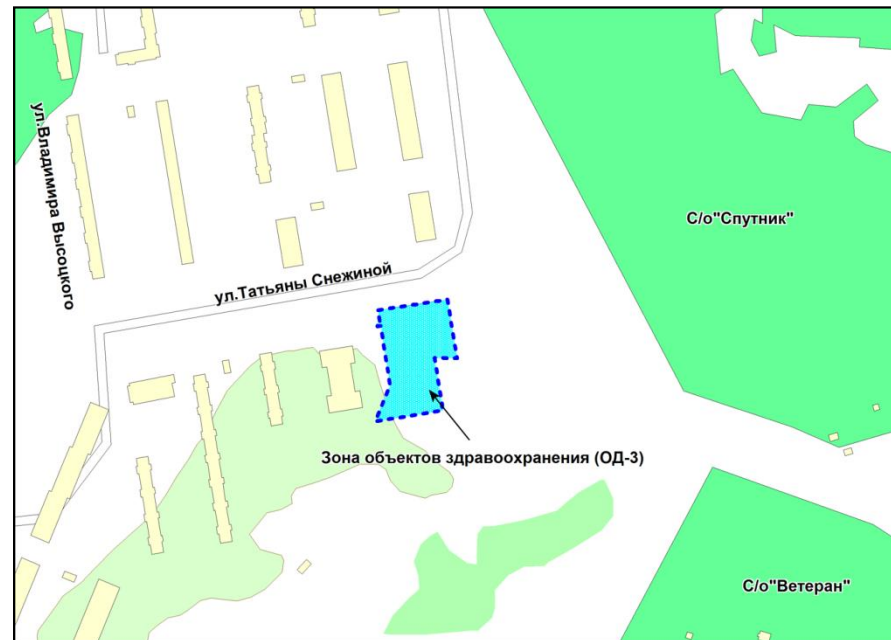 ул.Владимира Высоцкого
С/о"Спутник"
ул.Татьяны Снежиной
Зона объектов здравоохранения (ОД-3)
С/о"Ветеран"